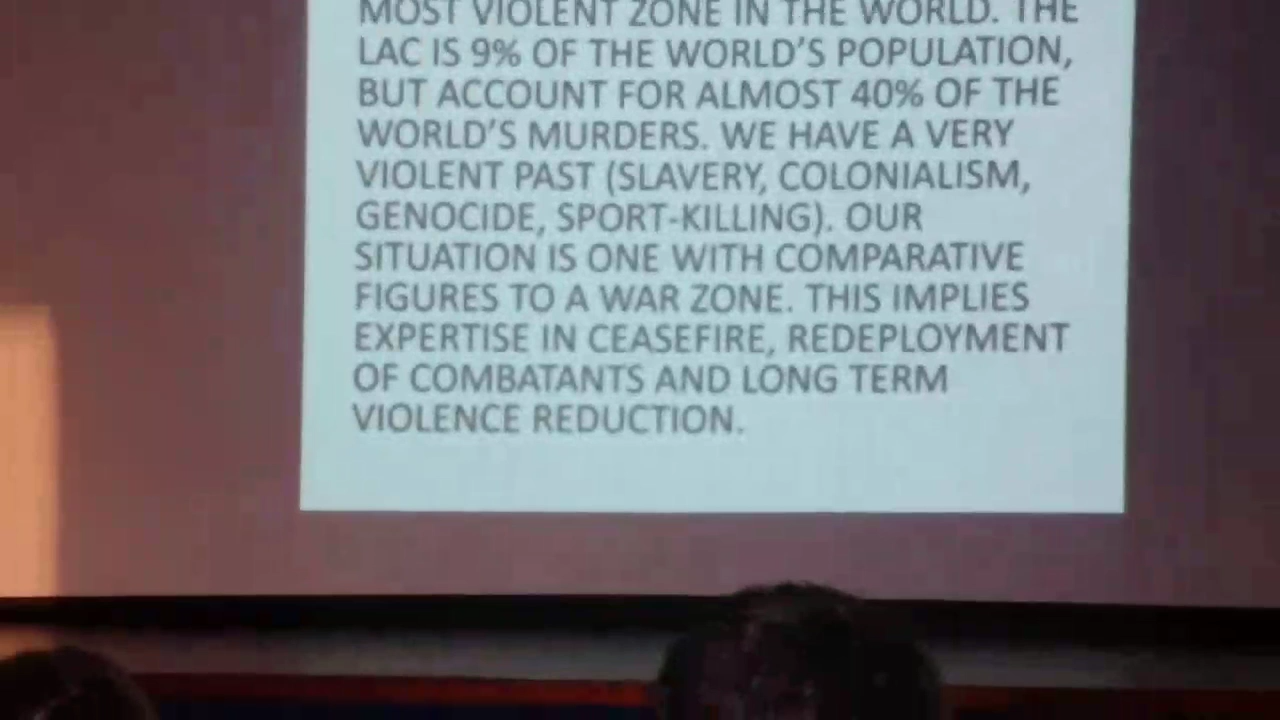 MOST VIOLENT ZONE IN THE WORLD. THE
LAC IS 9% OF THE WORLD'S POPULATION,
BUT ACCOUNT FOR ALMOST 40% OF THE
WORLD'S MURDERS. WE HAVE A VERY
VIOLENT PAST (SLAVERY, COLONIALISM,
GENOCIDE, SPORT-KILLING). OUR
SITUATION IS ONE WITH COMPARATIVE
FIGURES TO A WAR ZONE. THIS IMPLIES
EXPERTISE IN CEASEFIRE, REDEPLOYMENT
OF COMBATANTS AND LONG TERM
VIOLENCE REDUCTION.